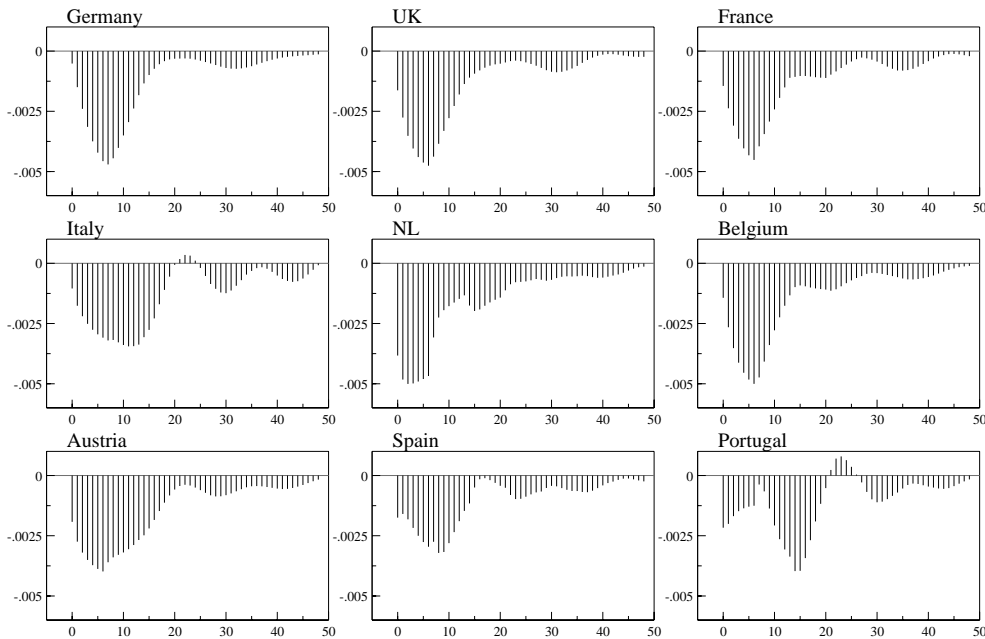 Germany UK France
0 0 0
-.0025 -.0025 -.0025
-.005 -.005 -.005
0 10 20 30 40 50 0 10 20 30 40 50 0 10 20 30 40 50
Italy NL Belgium
0 0 0
-.0025 -.0025 -.0025
-.005 -.005 -.005
0 10 20 30 40 50 0 10 20 30 40 50 0 10 20 30 40 50
Austria Spain Portugal
0 0 0
-.0025 -.0025 -.0025
-.005 -.005 -.005
0 10 20 30 40 50 0 10 20 30 40 50 0 10 20 30 40 50